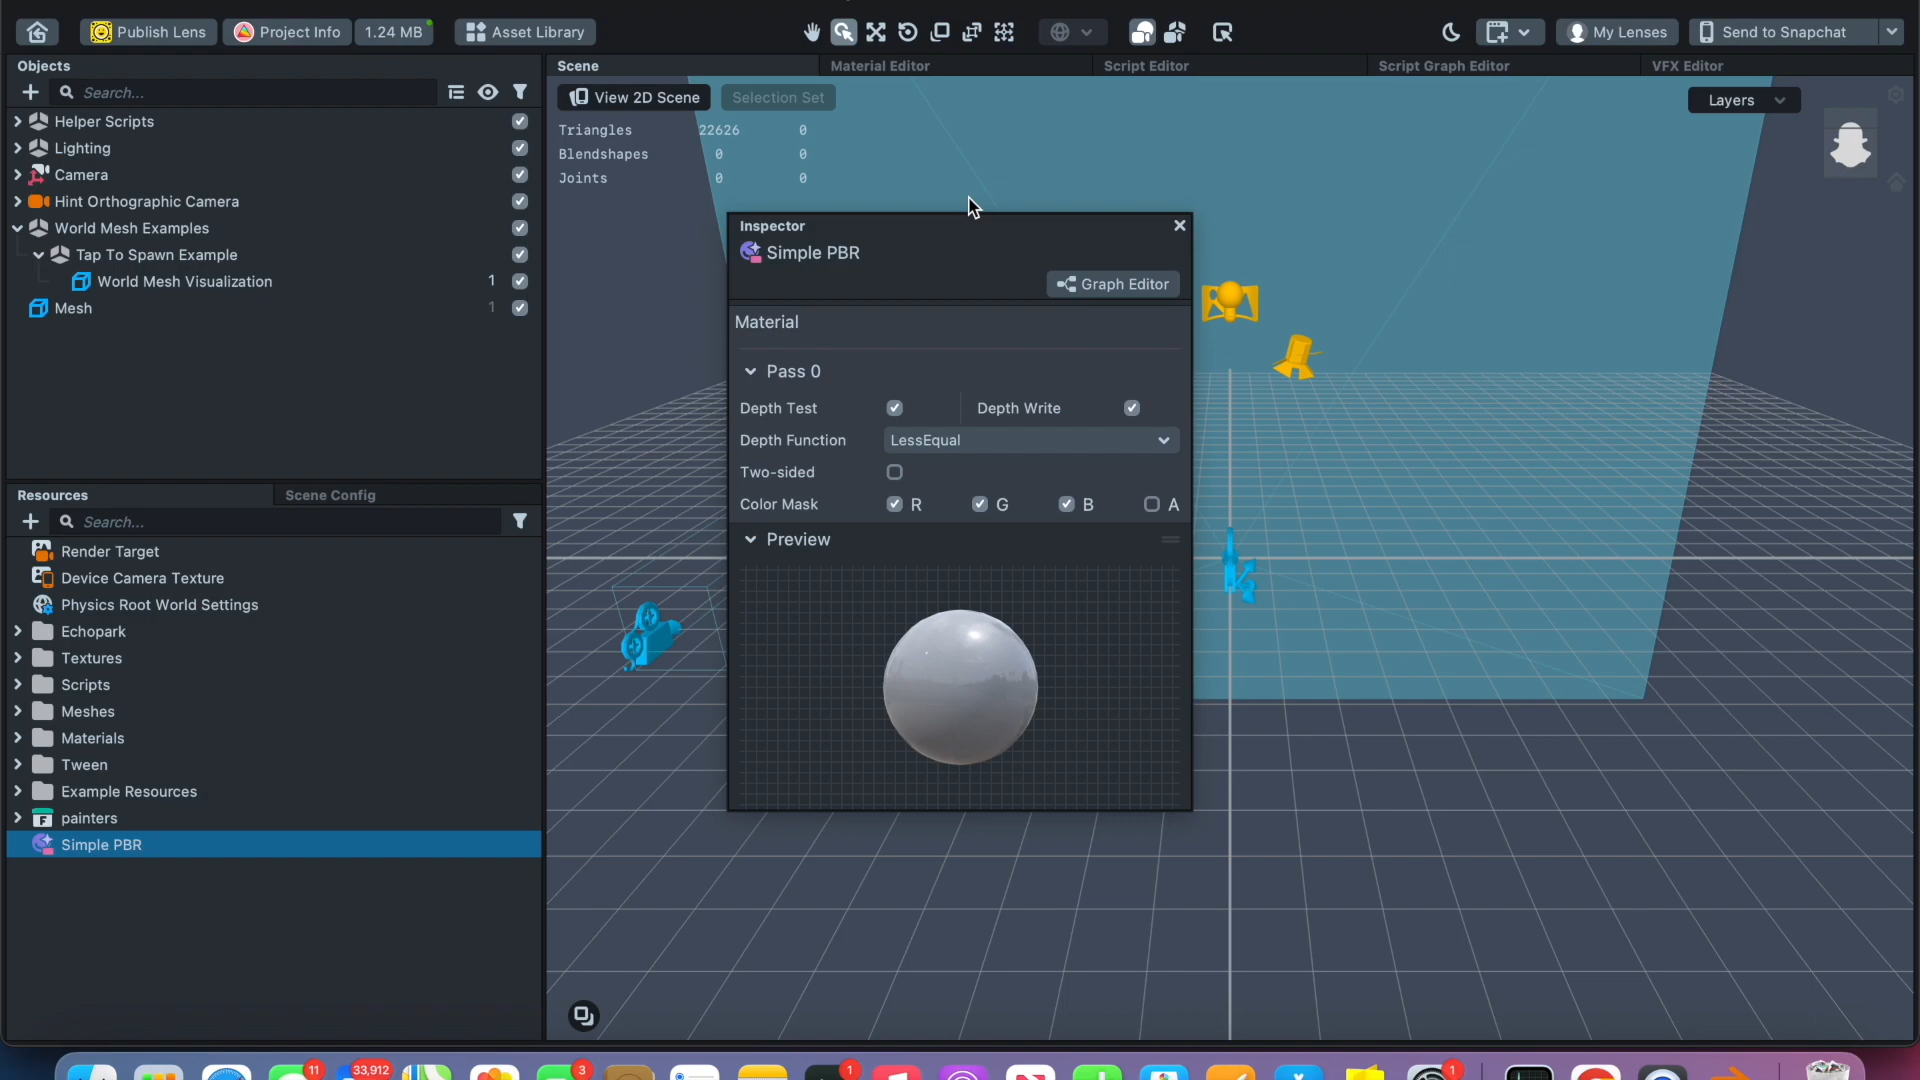 Publish Lens
Project Info
1.24 MB
Asset Library
My Lenses
Send to Snapchat
Objects
Search...
Helper Scripts
Lighting
Camera
Hint Orthographic Camera
World Mesh Examples
Tap To Spawn Example
World Mesh Visualization 1
Mesh 1
Resources
Scene Config
Search...
Render Target
Device Camera Texture
Physics Root World Settings
Echopark
Textures
Scripts
Meshes
Materials
Tween
Example Resources
painters
Simple PBR
Scene
Material Editor
Script Editor
Script Graph Editor
VFX Editor
View 2D Scene
Selection Set
Layers
Triangles 22626 0
Blendshapes 0 0
Joints 0 0
Inspector
Simple PBR
Graph Editor
Material
Pass 0
Depth Test
Depth Write
Depth Function LessEqual
Two-sided
Color Mask R G B A
Preview
11
33,912
3
1
1